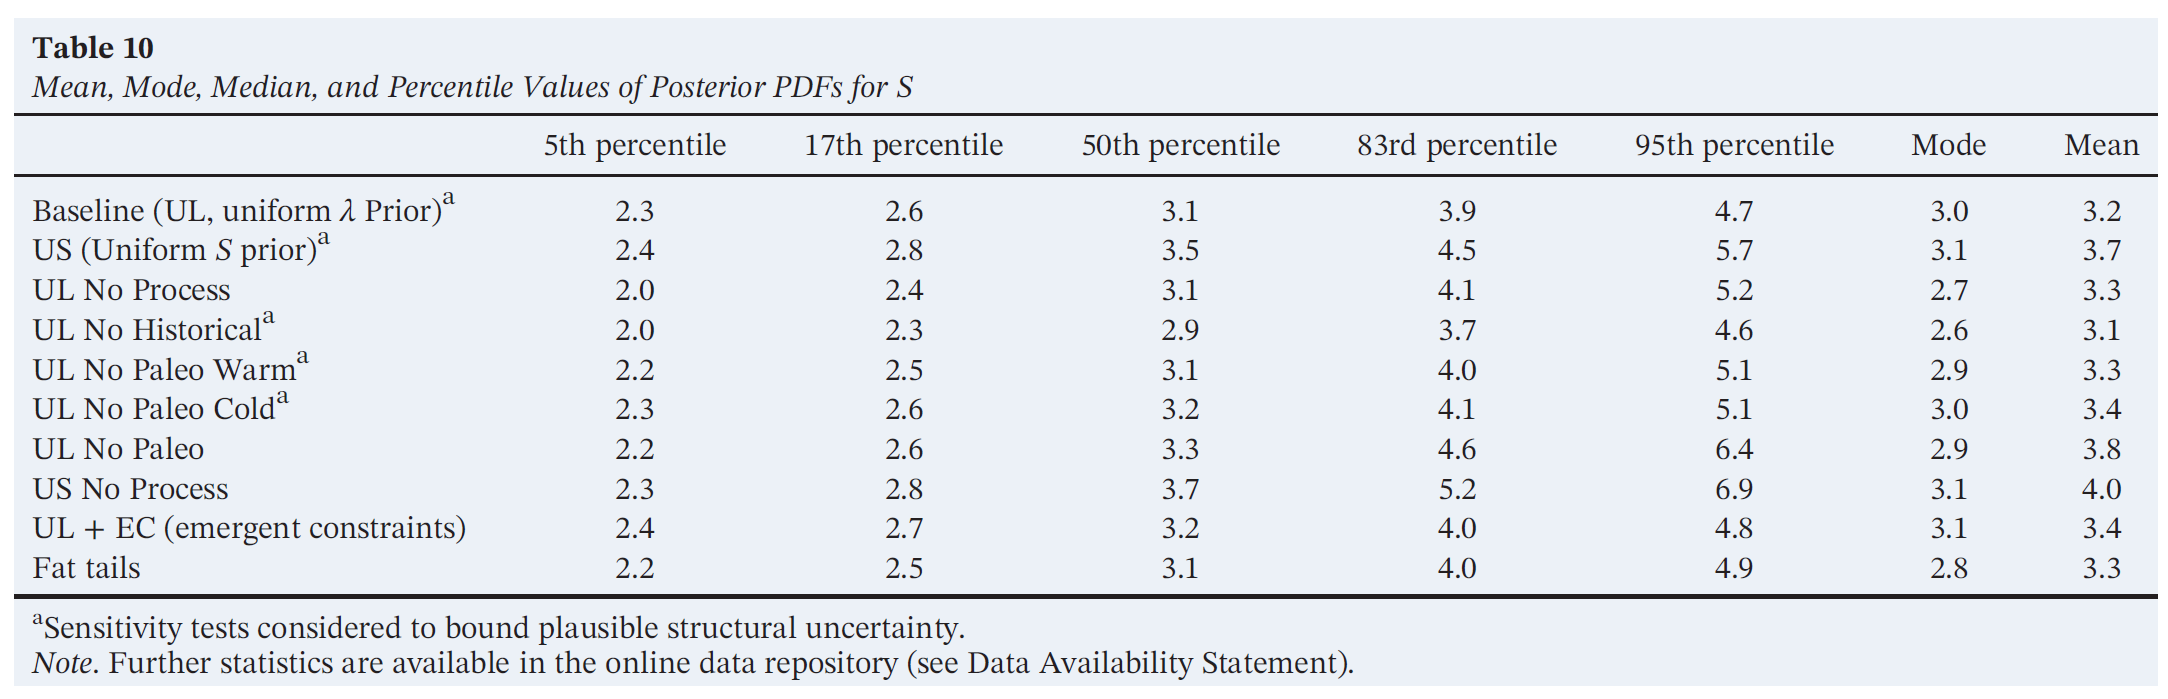 Table 10
Mean, Mode, Median, and Percentile Values of Posterior PDFs for S
5th percentile 17th percentile 50th percentile 83rd percentile 95th percentile Mode Mean
Baseline (UL, uniform λ Prior)a 2.3 2.6 3.1 3.9 4.7 3.0 3.2
US (Uniform S prior)a 2.4 2.8 3.5 4.5 5.7 3.1 3.7
UL No Process 2.0 2.4 3.1 4.1 5.2 2.7 3.3
UL No Historicala 2.0 2.3 2.9 3.7 4.6 2.6 3.1
UL No Paleo Warma 2.2 2.5 3.1 4.0 5.1 2.9 3.3
UL No Paleo Colda 2.3 2.6 3.2 4.1 5.1 3.0 3.4
UL No Paleo 2.2 2.6 3.3 4.6 6.4 2.9 3.8
US No Process 2.3 2.8 3.7 5.2 6.9 3.1 4.0
UL + EC (emergent constraints) 2.4 2.7 3.2 4.0 4.8 3.1 3.4
Fat tails 2.2 2.5 3.1 4.0 4.9 2.8 3.3
aSensitivity tests considered to bound plausible structural uncertainty.
Note. Further statistics are available in the online data repository (see Data Availability Statement).